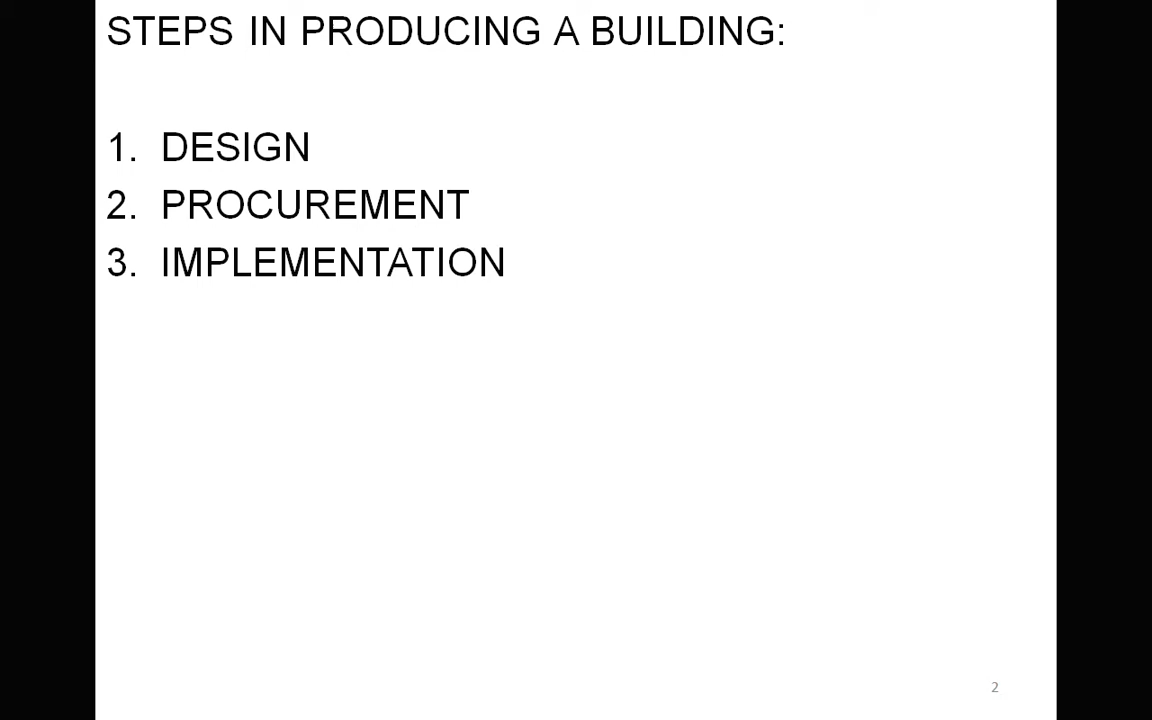 STEPS IN PRODUCING A BUILDING:
1. DESIGN
2. PROCUREMENT
3. IMPLEMENTATION
2